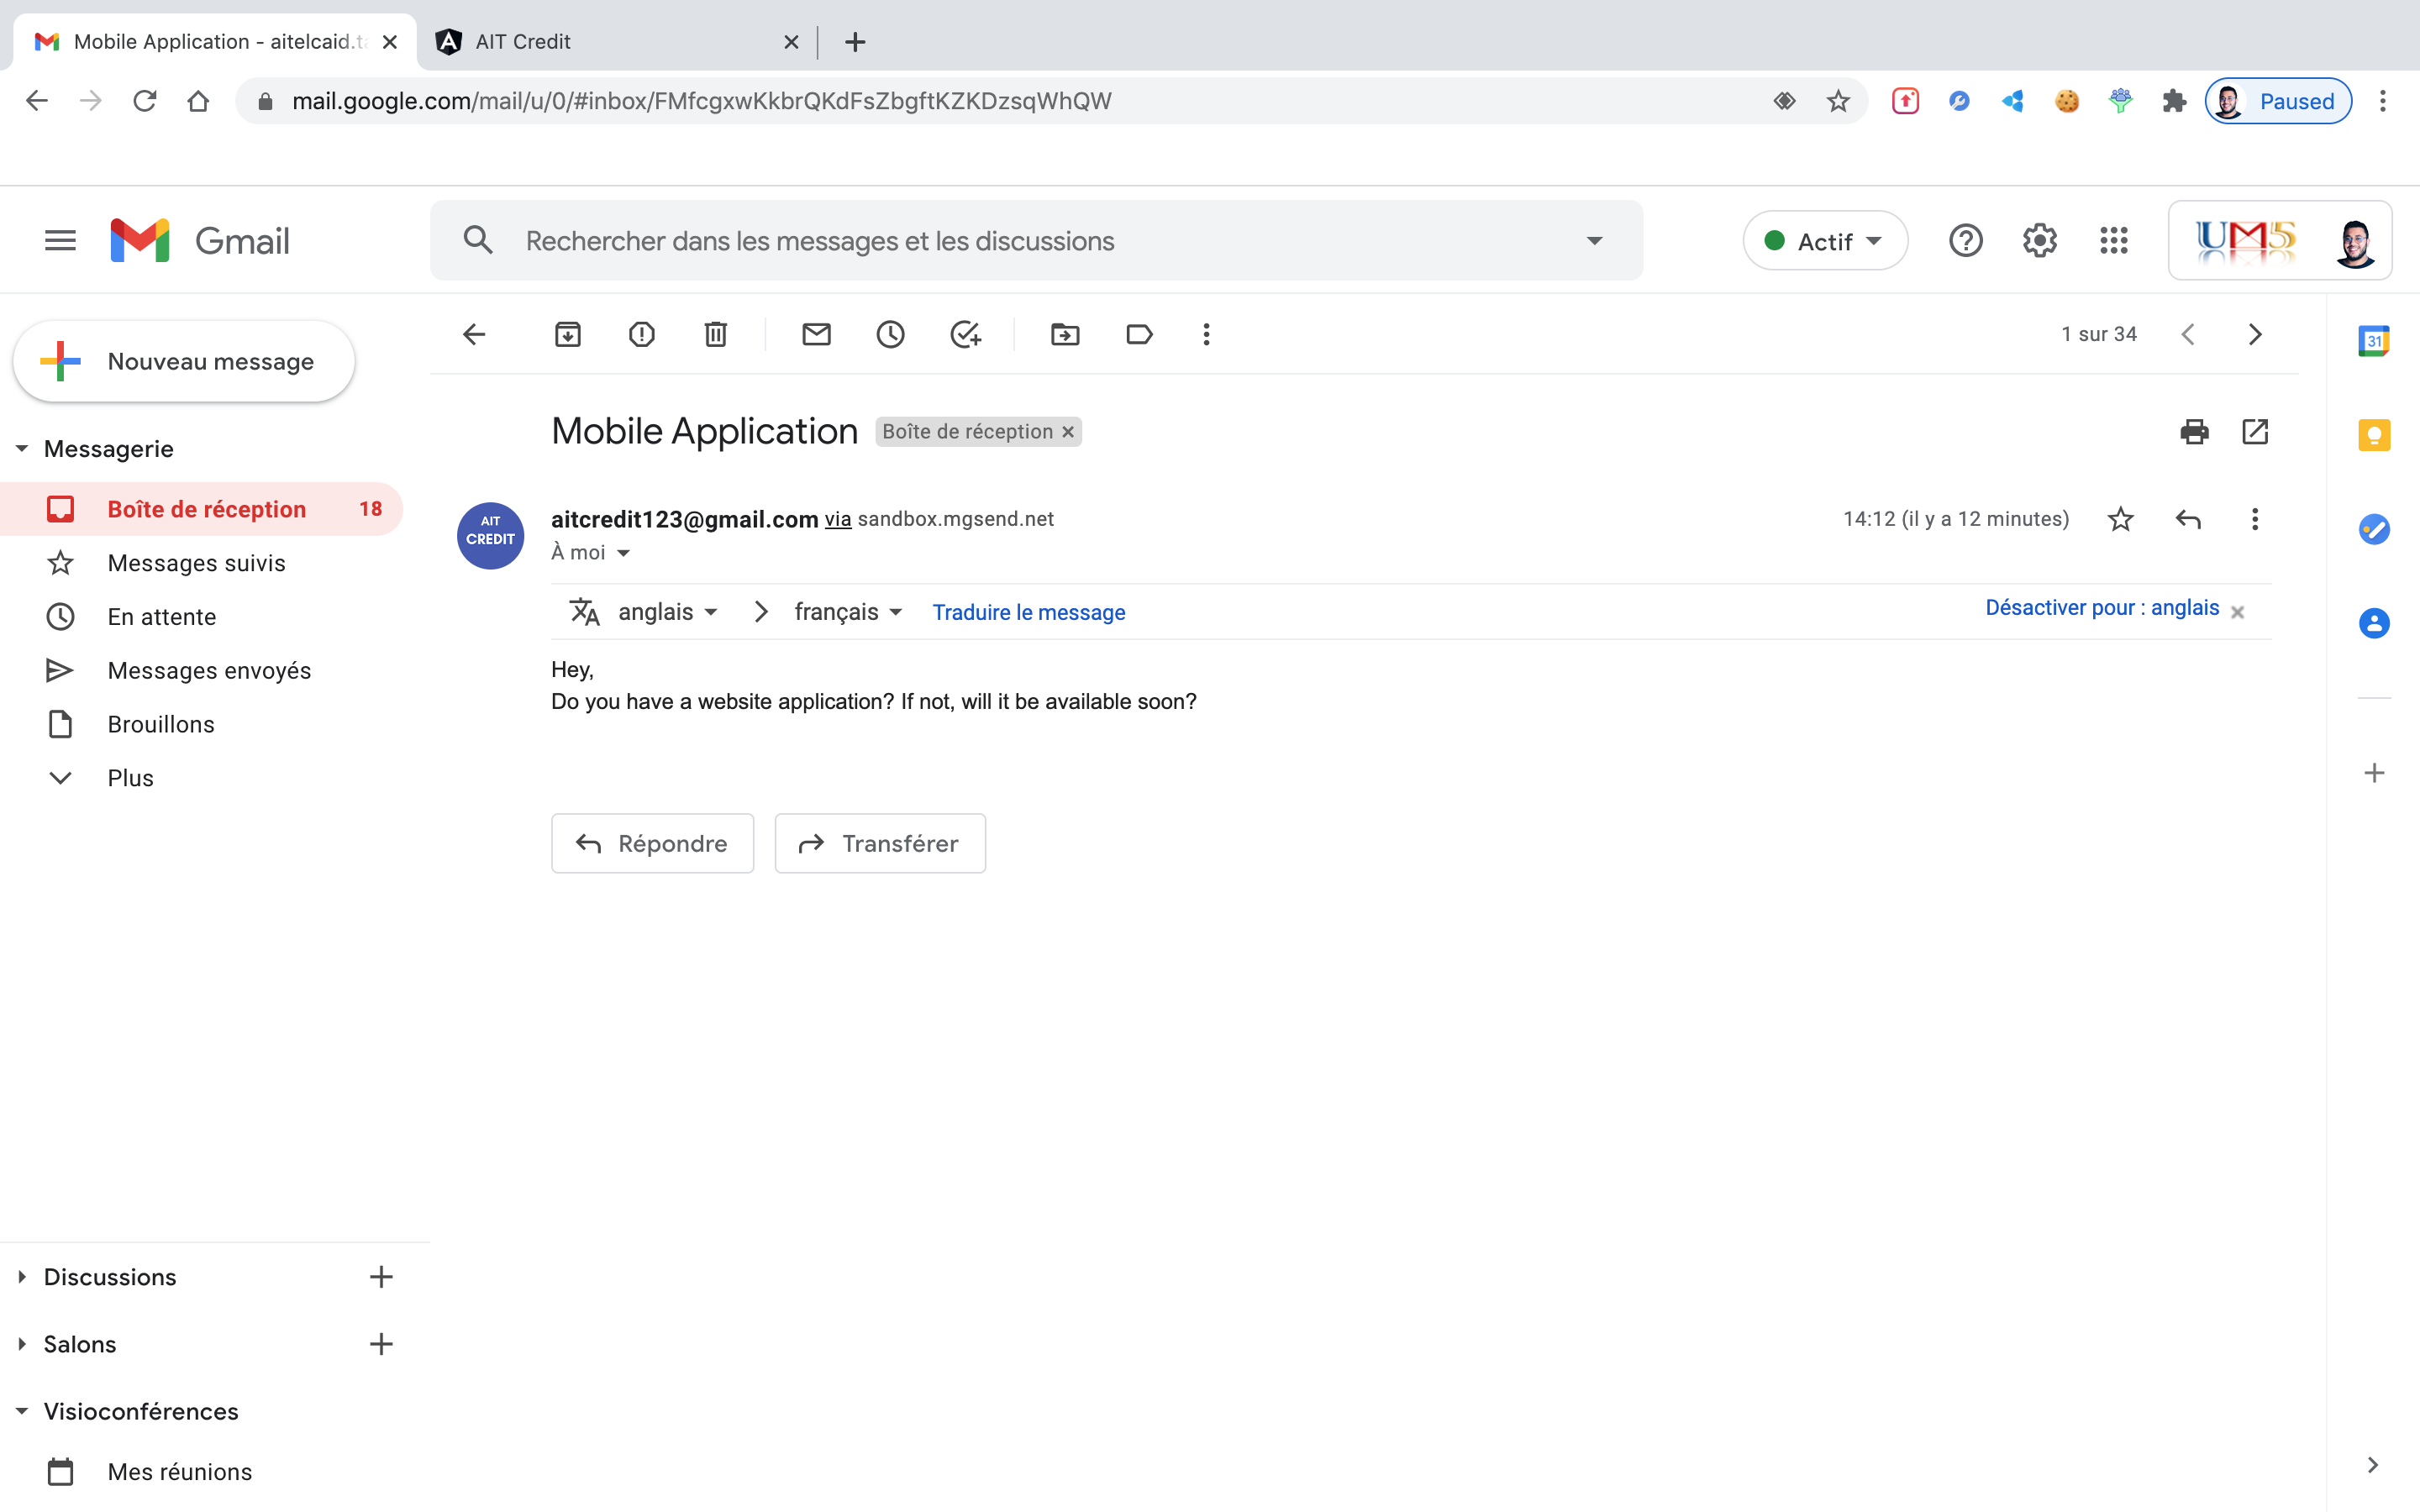 Mobile Application - aitelcaid.ta
AIT Credit
mail.google.com/mail/u/0/#inbox/FMfcgxwKkbrQKdFsZbgftKZKDzsqWhQW
Paused
Gmail
Rechercher dans les messages et les discussions
Actif
UM5
Nouveau message
1 sur 34
31
Mobile Application
Boîte de réception
Messagerie
Boîte de réception 18
Messages suivis
En attente
Messages envoyés
Brouillons
Plus
AIT
CREDIT
aitcredit123@gmail.com via sandbox.mgsend.net
14:12 (il y a 12 minutes)
À moi
anglais
français
Traduire le message
Désactiver pour : anglais
Hey,
Do you have a website application? If not, will it be available soon?
Répondre
Transférer
Discussions
Salons
Visioconférences
Mes réunions